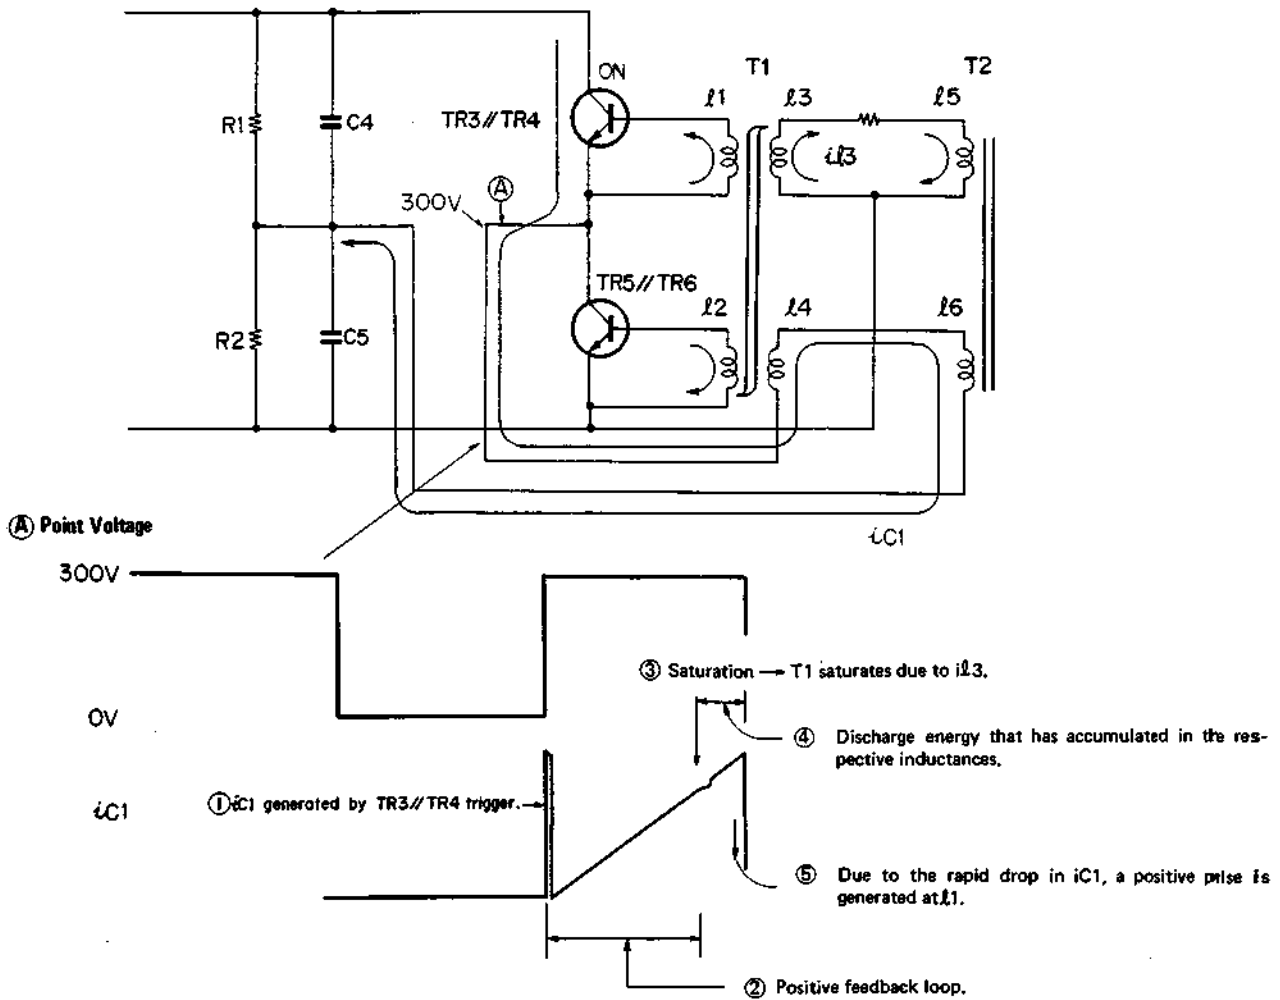 ON
T1
T2
ℓ1
ℓ3
ℓ5
R1
C4
TR3//TR4
iℓ3
Ⓐ
300V
TR5//TR6
ℓ2
ℓ4
ℓ6
R2
C5
Ⓐ Point Voltage
iC1
300V
③ Saturation → T1 saturates due to iℓ3.
0V
④ Discharge energy that has accumulated in the res-
pective inductances.
① iC1 generated by TR3//TR4 trigger.
iC1
⑤ Due to the rapid drop in iC1, a positive pulse is
generated at ℓ1.
② Positive feedback loop.